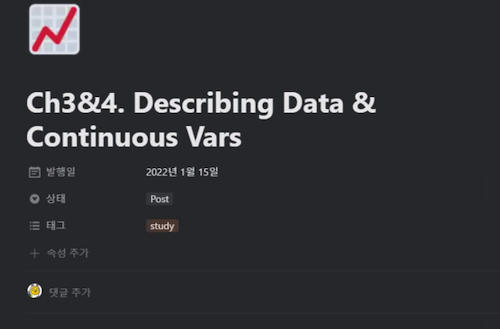 Ch3&4. Describing Data &
Continuous Vars
발행일 2022년 1월 15일
상태 Post
태그 study
속성 추가
댓글 추가